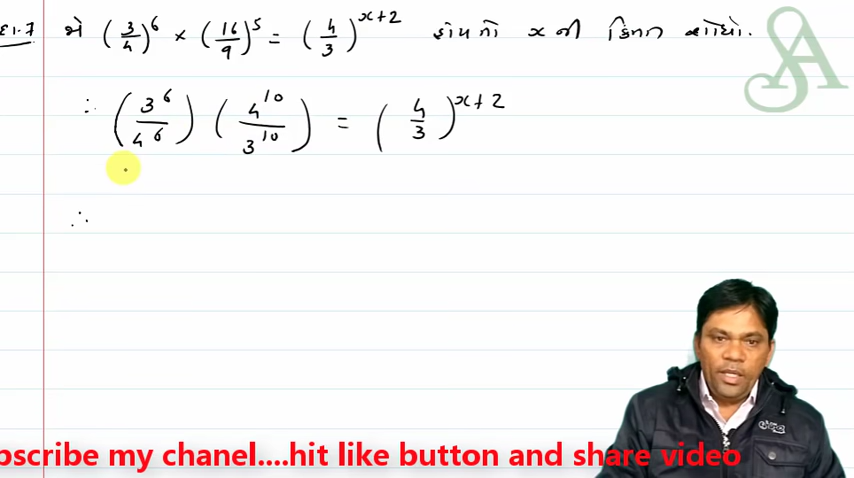 દા.7 જો (3/4)^6 × (16/9)^5 = (4/3)^x+2 હોય તો x ની કિંમત શોધો.
∴ (3^6/4^6) (4^10/3^10) = (4/3)^x+2
∴
bscribe my chanel....hit like button and share video